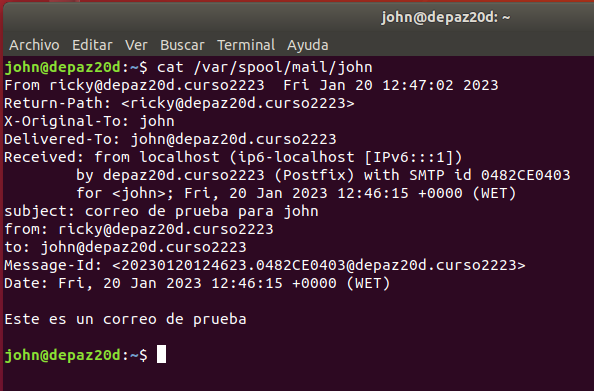 john@depaz20d: ~
Archivo Editar Ver Buscar Terminal Ayuda
john@depaz20d:~$ cat /var/spool/mail/john
From ricky@depaz20d.curso2223  Fri Jan 20 12:47:02 2023
Return-Path: <ricky@depaz20d.curso2223>
X-Original-To: john
Delivered-To: john@depaz20d.curso2223
Received: from localhost (ip6-localhost [IPv6:::1])
        by depaz20d.curso2223 (Postfix) with SMTP id 0482CE0403
        for <john>; Fri, 20 Jan 2023 12:46:15 +0000 (WET)
subject: correo de prueba para john
from: ricky@depaz20d.curso2223
to: john@depaz20d.curso2223
Message-Id: <20230120124623.0482CE0403@depaz20d.curso2223>
Date: Fri, 20 Jan 2023 12:46:15 +0000 (WET)
Este es un correo de prueba
john@depaz20d:~$